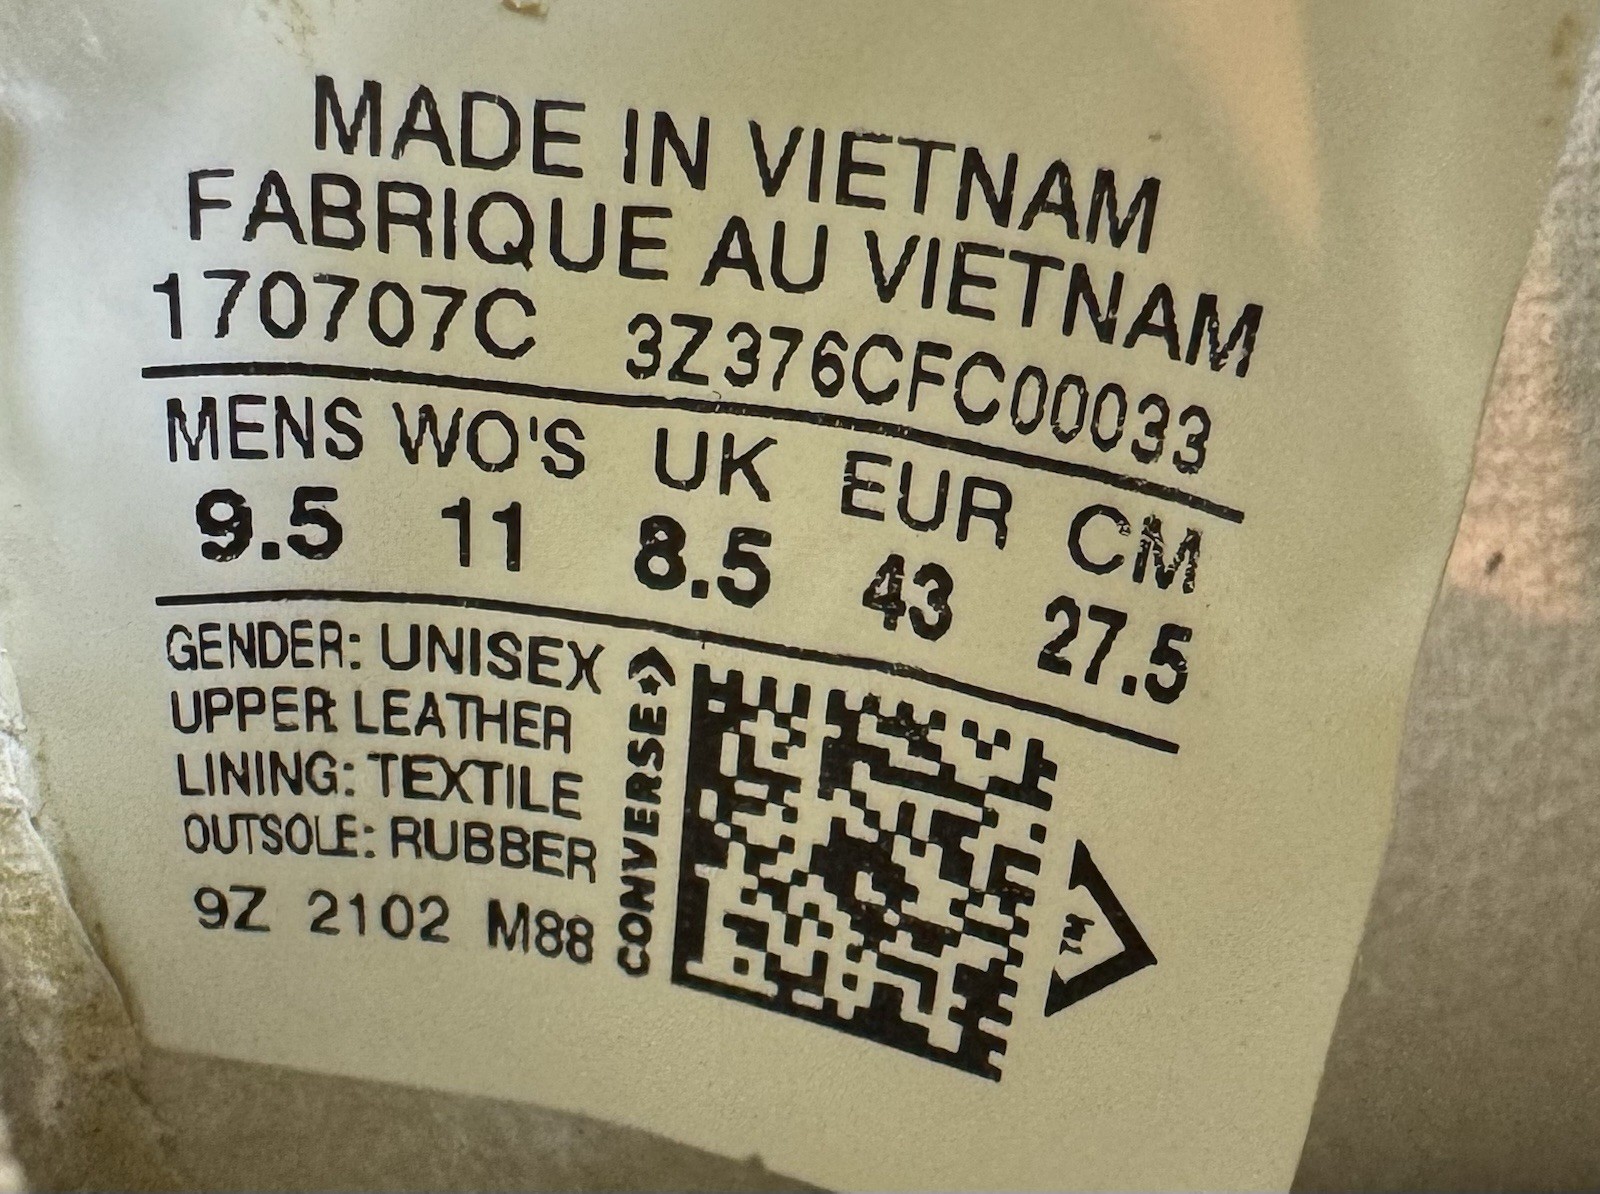 MADE IN VIETNAM
FABRIQUE AU VIETNAM
170707C 3Z376CFC00033
MENS WO'S UK EUR CM
9.5 11 8.5 43 27.5
GENDER: UNISEX
UPPER: LEATHER
LINING: TEXTILE
OUTSOLE: RUBBER
9Z 2102 M88
CONVERSE